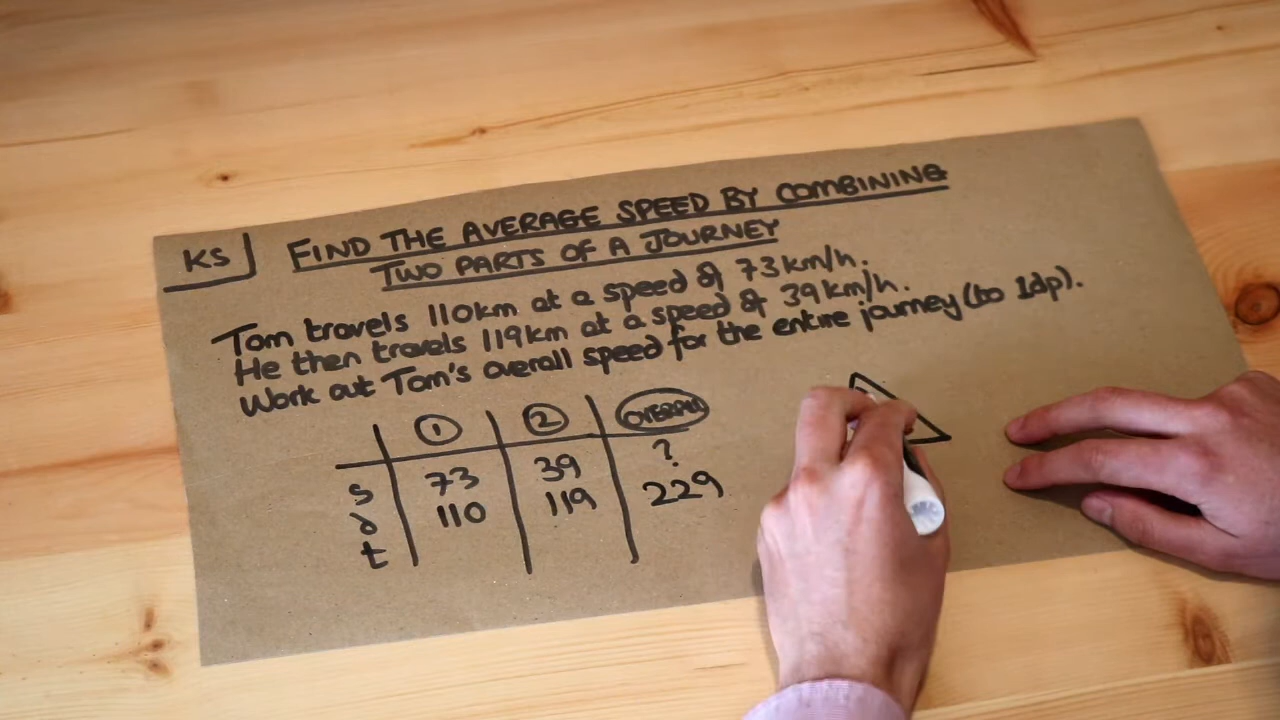 KS
FIND THE AVERAGE SPEED BY COMBINING
TWO PARTS OF A JOURNEY
Tom travels 110km at a speed of 73km/h.
He then travels 119km at a speed of 39km/h.
Work out Tom's overall speed for the entire journey (to 1dp).
1 2 OVERALL
s 73 39 ?
d 110 119 229
t